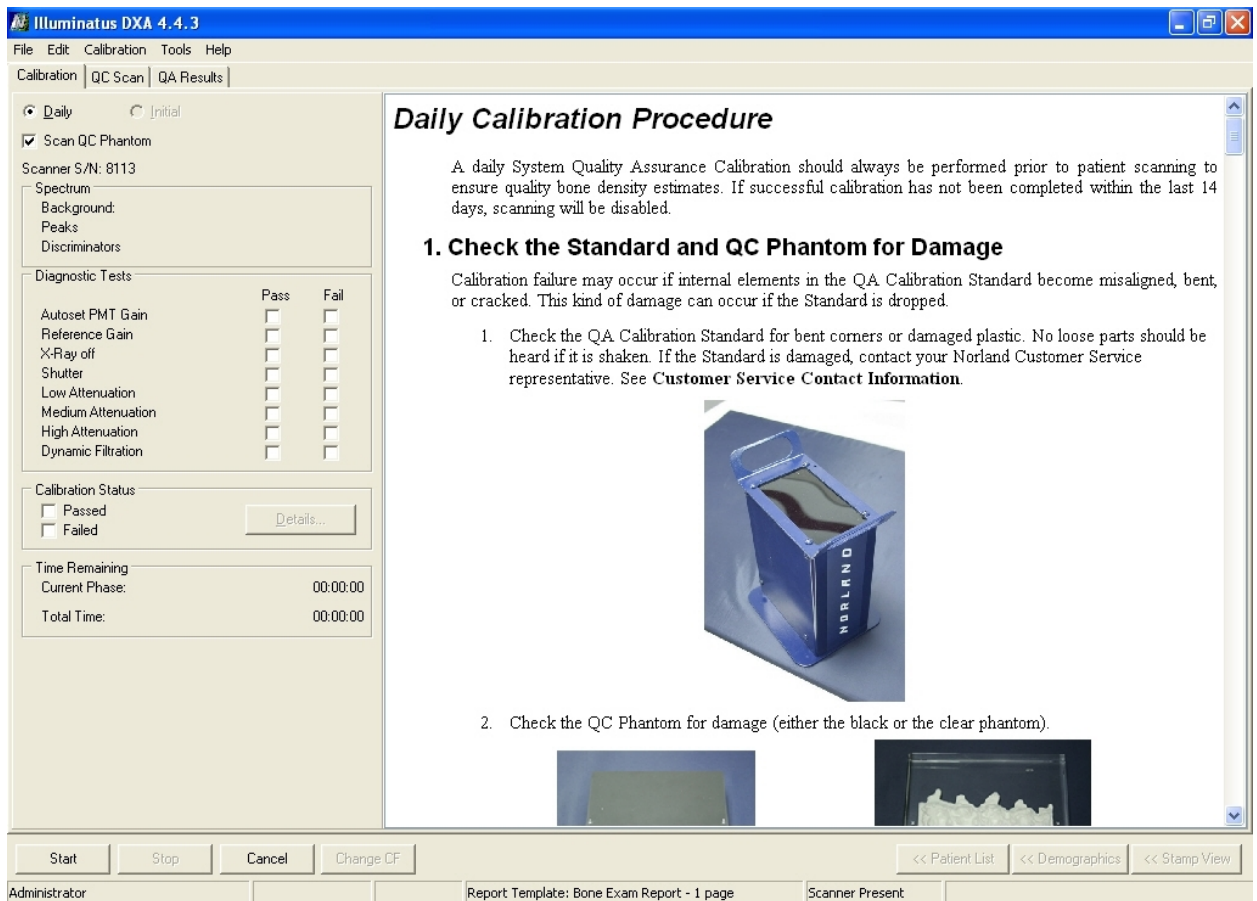 Illuminatus DXA 4.4.3
File Edit Calibration Tools Help
Calibration QC Scan QA Results
Daily Initial
Scan QC Phantom
Scanner S/N: 8113
Spectrum
Background:
Peaks
Discriminators
Diagnostic Tests
Pass Fail
Autoset PMT Gain
Reference Gain
X-Ray off
Shutter
Low Attenuation
Medium Attenuation
High Attenuation
Dynamic Filtration
Calibration Status
Passed
Failed
Details...
Time Remaining
Current Phase: 00:00:00
Total Time: 00:00:00
Daily Calibration Procedure
A daily System Quality Assurance Calibration should always be performed prior to patient scanning to
ensure quality bone density estimates. If successful calibration has not been completed within the last 14
days, scanning will be disabled.
1. Check the Standard and QC Phantom for Damage
Calibration failure may occur if internal elements in the QA Calibration Standard become misaligned, bent,
or cracked. This kind of damage can occur if the Standard is dropped.
1. Check the QA Calibration Standard for bent corners or damaged plastic. No loose parts should be
heard if it is shaken. If the Standard is damaged, contact your Norland Customer Service
representative. See Customer Service Contact Information.
NORLAND
2. Check the QC Phantom for damage (either the black or the clear phantom).
Start Stop Cancel Change CF << Patient List << Demographics << Stamp View
Administrator Report Template: Bone Exam Report - 1 page Scanner Present